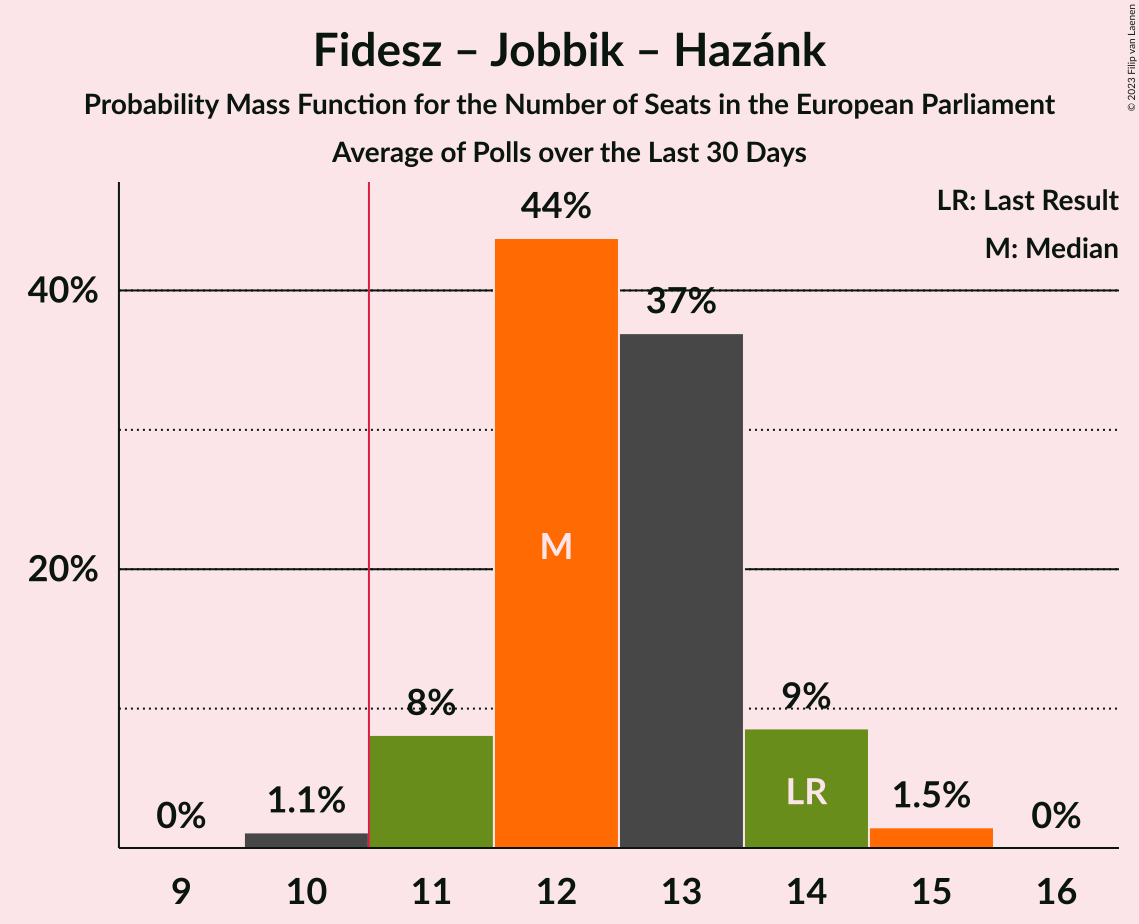 Fidesz – Jobbik – Hazánk
Probability Mass Function for the Number of Seats in the European Parliament
Average of Polls over the Last 30 Days
© 2023 Filip van Laenen
LR: Last Result
M: Median
44%
40%
37%
M
20%
8%
9%
LR
0%
1.1%
1.5%
0%
9 10 11 12 13 14 15 16